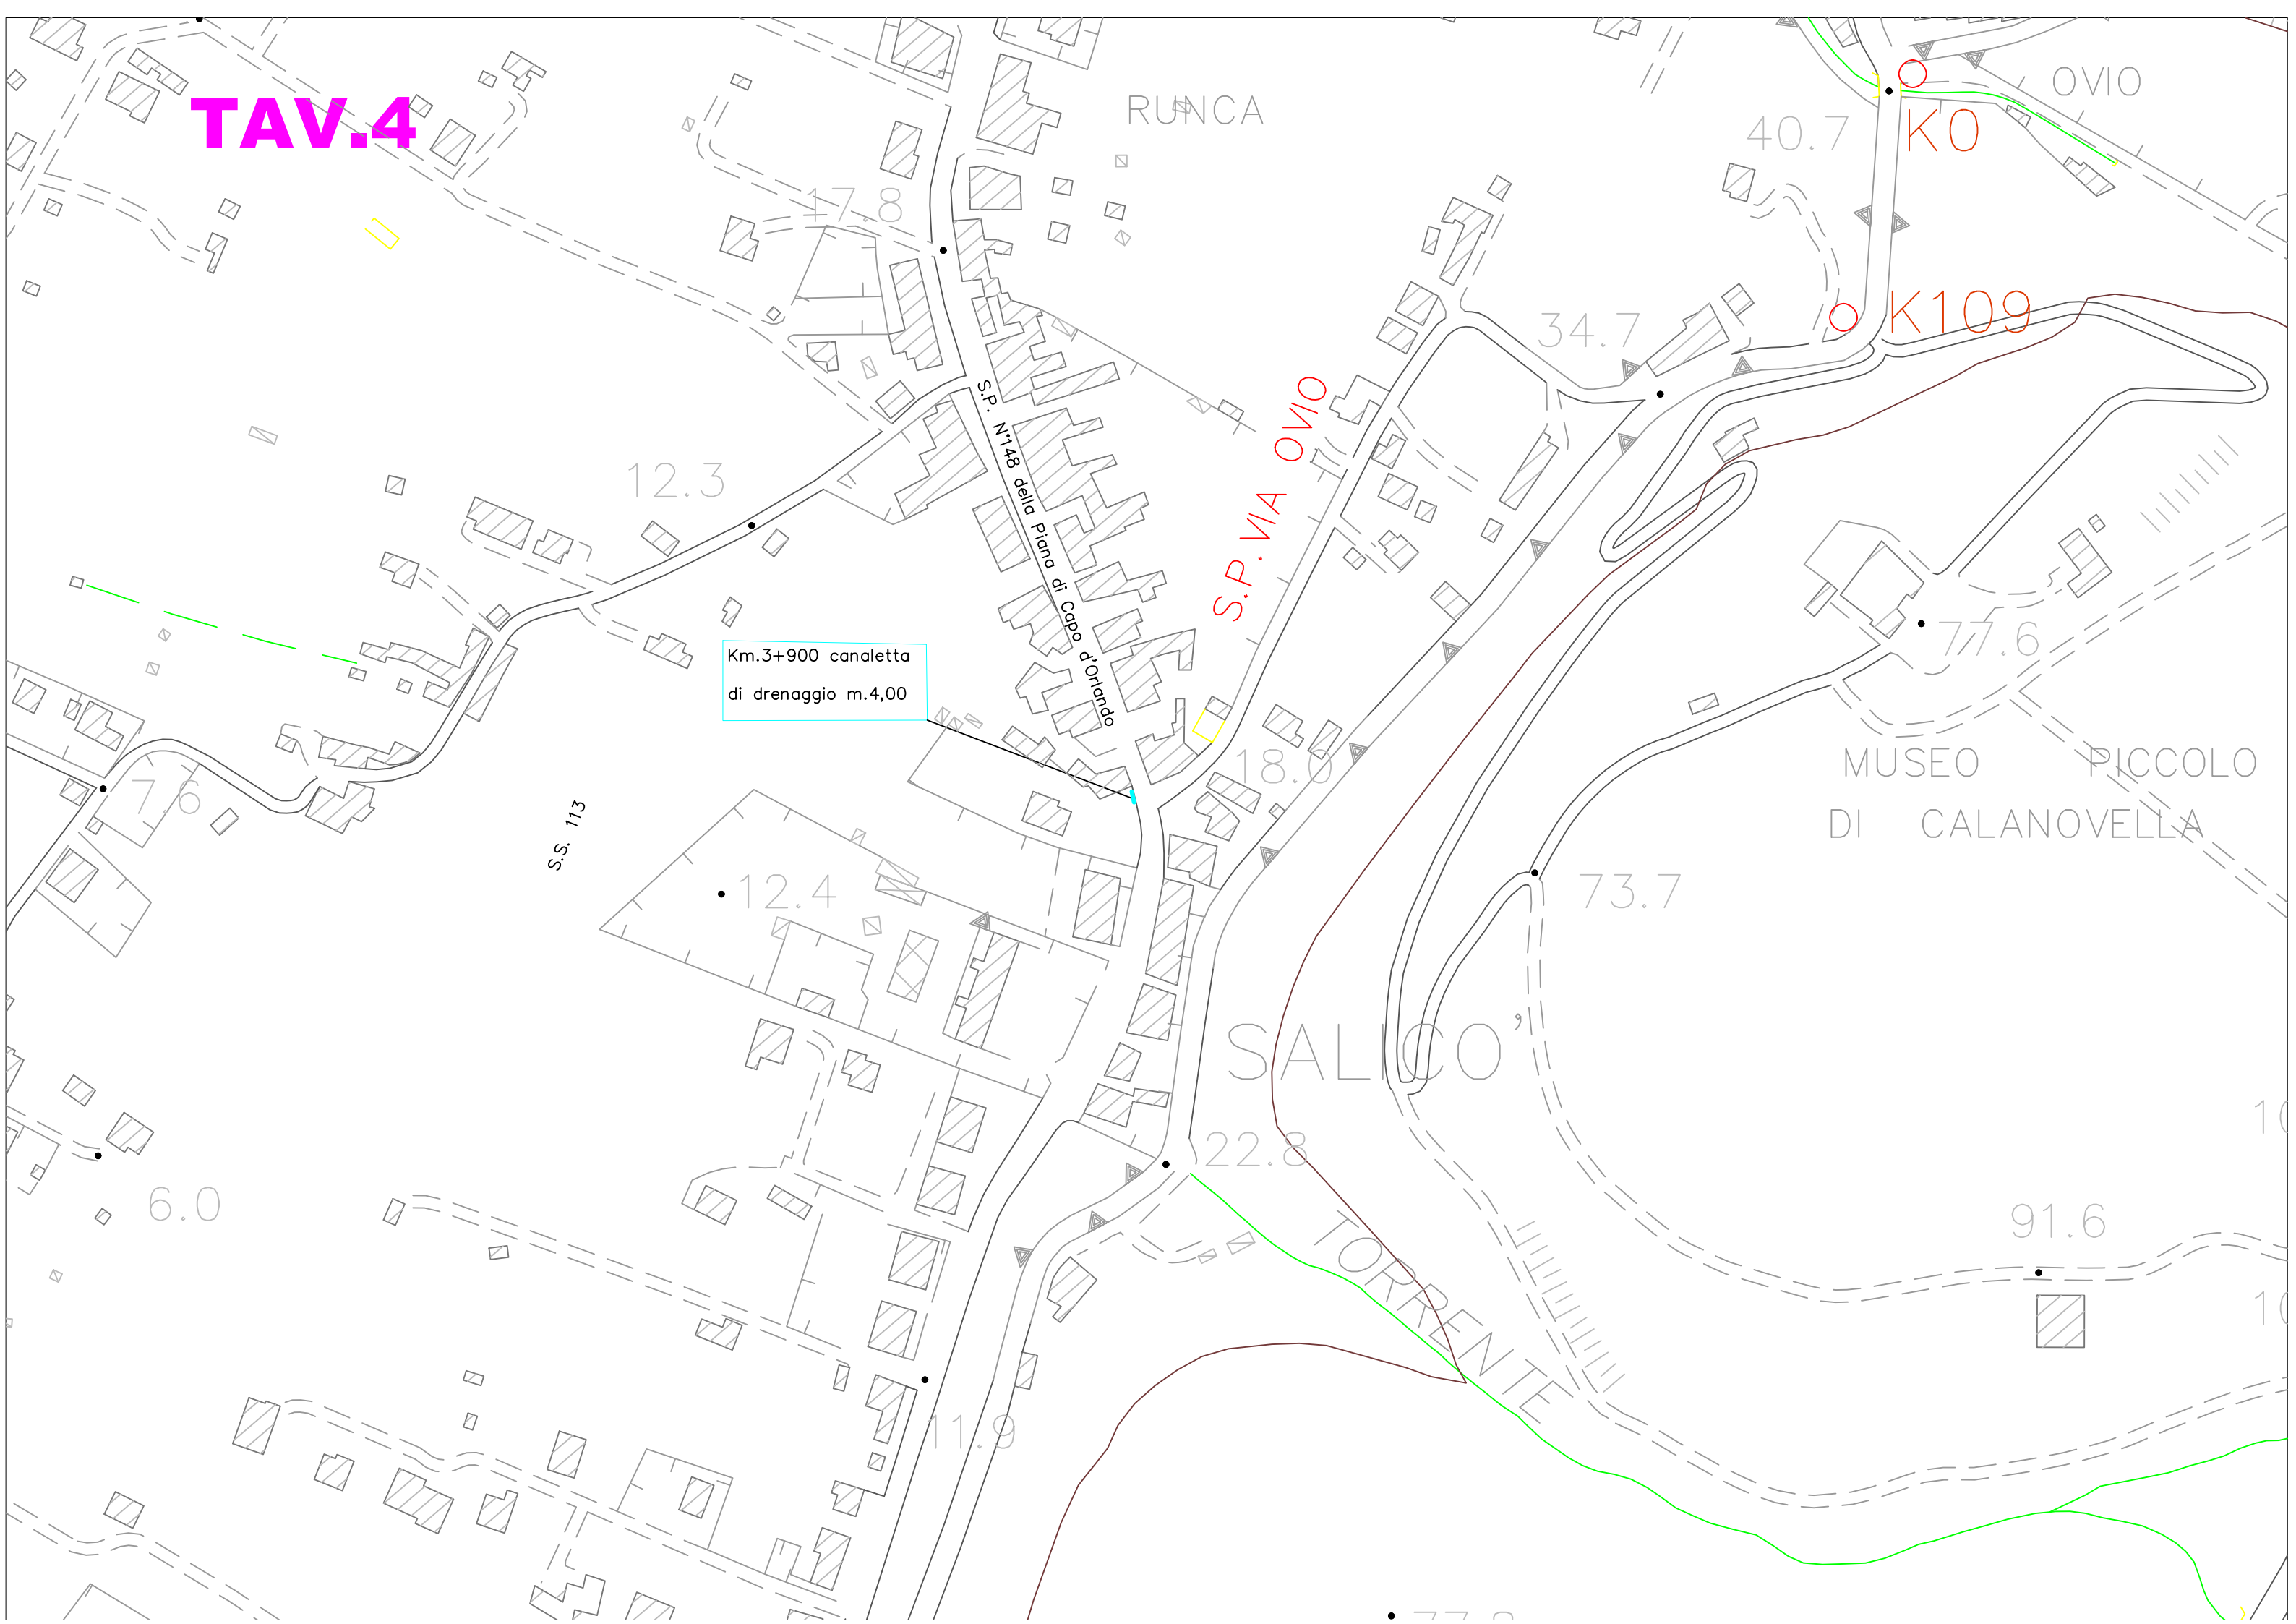 TAV.4
RUNCA
OVIO
40.7
K0
17.8
K109
34.7
S.P. VIA OVIO
S.P. N°148 della Piana di Capo d'Orlando
12.3
77.6
Km.3+900 canaletta
di drenaggio m.4,00
18.0
MUSEO PICCOLO
DI CALANOVELLA
7.6
S.S. 113
12.4
73.7
SALICO'
22.8
6.0
91.6
TORRENTE
11.9